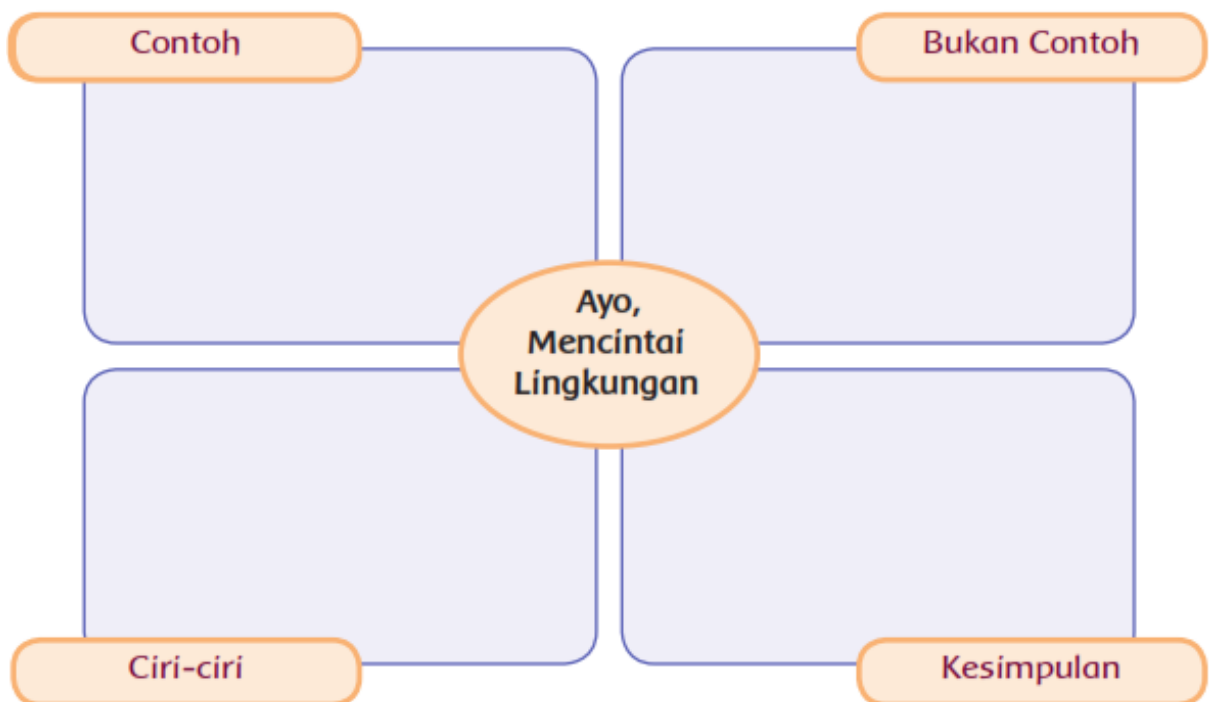 Contoh
Bukan Contoh
Ayo,
Mencintai
Lingkungan
Ciri-ciri
Kesimpulan